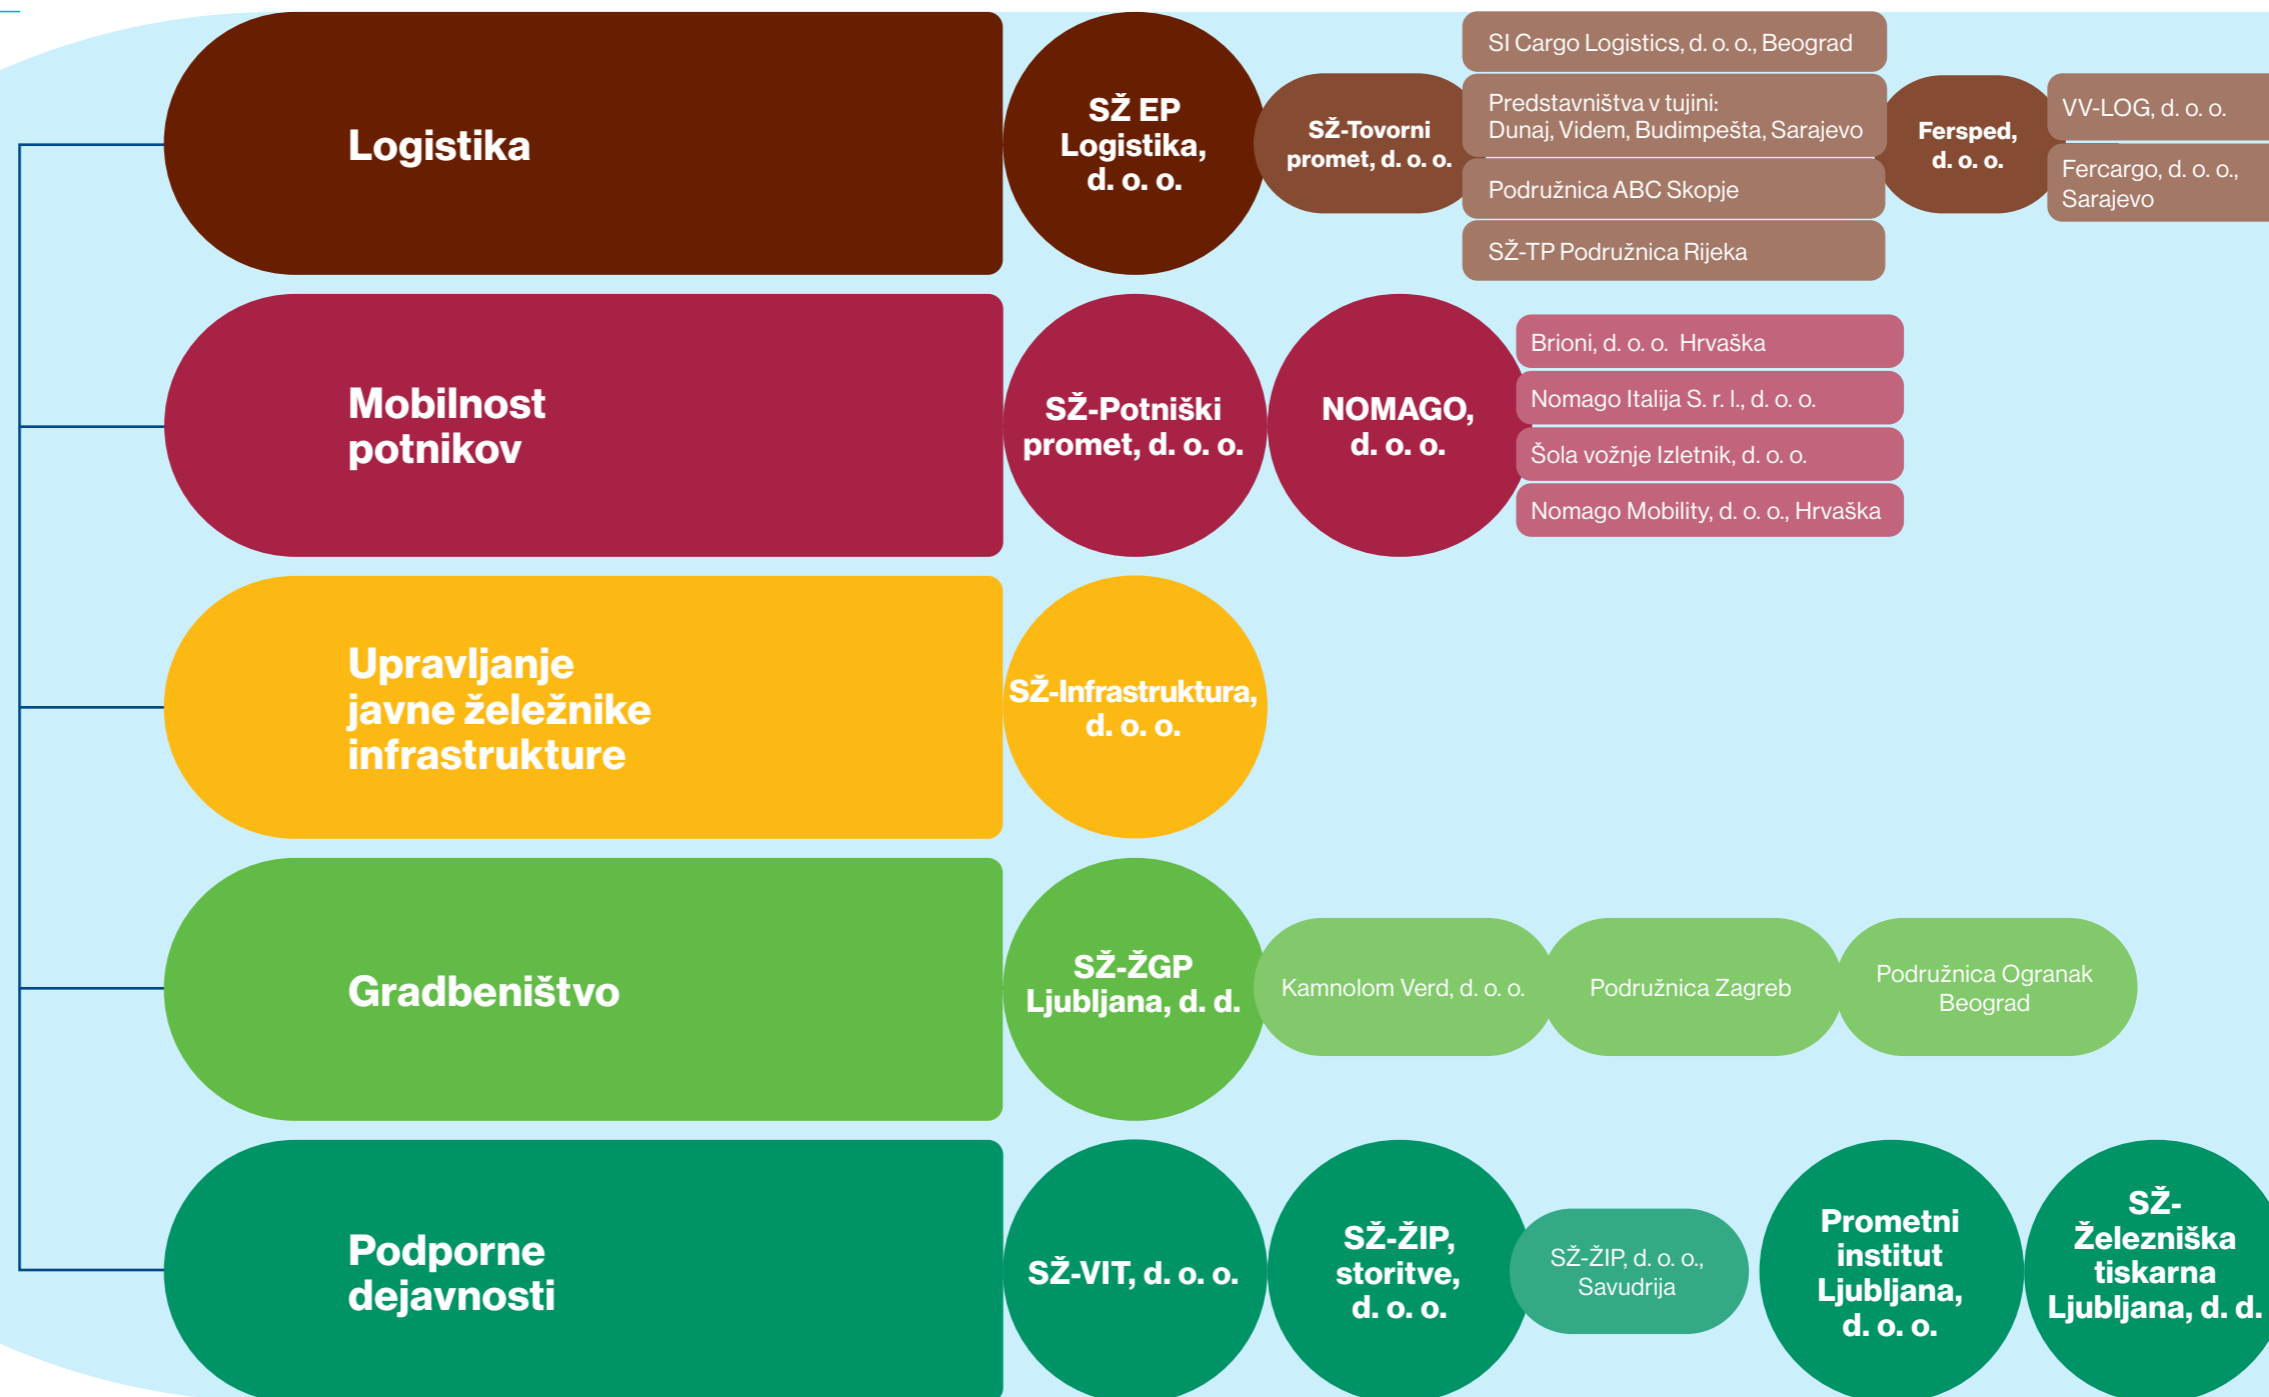 Logistika
SŽ EP
Logistika,
d. o. o.
SŽ-Tovorni
promet, d. o. o.
SI Cargo Logistics, d. o. o., Beograd
Predstavništva v tujini:
Dunaj, Videm, Budimpešta, Sarajevo
Podružnica ABC Skopje
SŽ-TP Podružnica Rijeka
Fersped,
d. o. o.
VV-LOG, d. o. o.
Fercargo, d. o. o.,
Sarajevo
Mobilnost
potnikov
SŽ-Potniški
promet, d. o. o.
NOMAGO,
d. o. o.
Brioni, d. o. o. Hrvaška
Nomago Italija S. r. l., d. o. o.
Šola vožnje Izletnik, d. o. o.
Nomago Mobility, d. o. o., Hrvaška
Upravljanje
javne železnike
infrastrukture
SŽ-Infrastruktura,
d. o. o.
Gradbeništvo
SŽ-ŽGP
Ljubljana, d. d.
Kamnolom Verd, d. o. o.
Podružnica Zagreb
Podružnica Ogranak
Beograd
Podporne
dejavnosti
SŽ-VIT, d. o. o.
SŽ-ŽIP,
storitve,
d. o. o.
SŽ-ŽIP, d. o. o.,
Savudrija
Prometni
institut
Ljubljana,
d. o. o.
SŽ-
Železniška
tiskarna
Ljubljana, d. d.